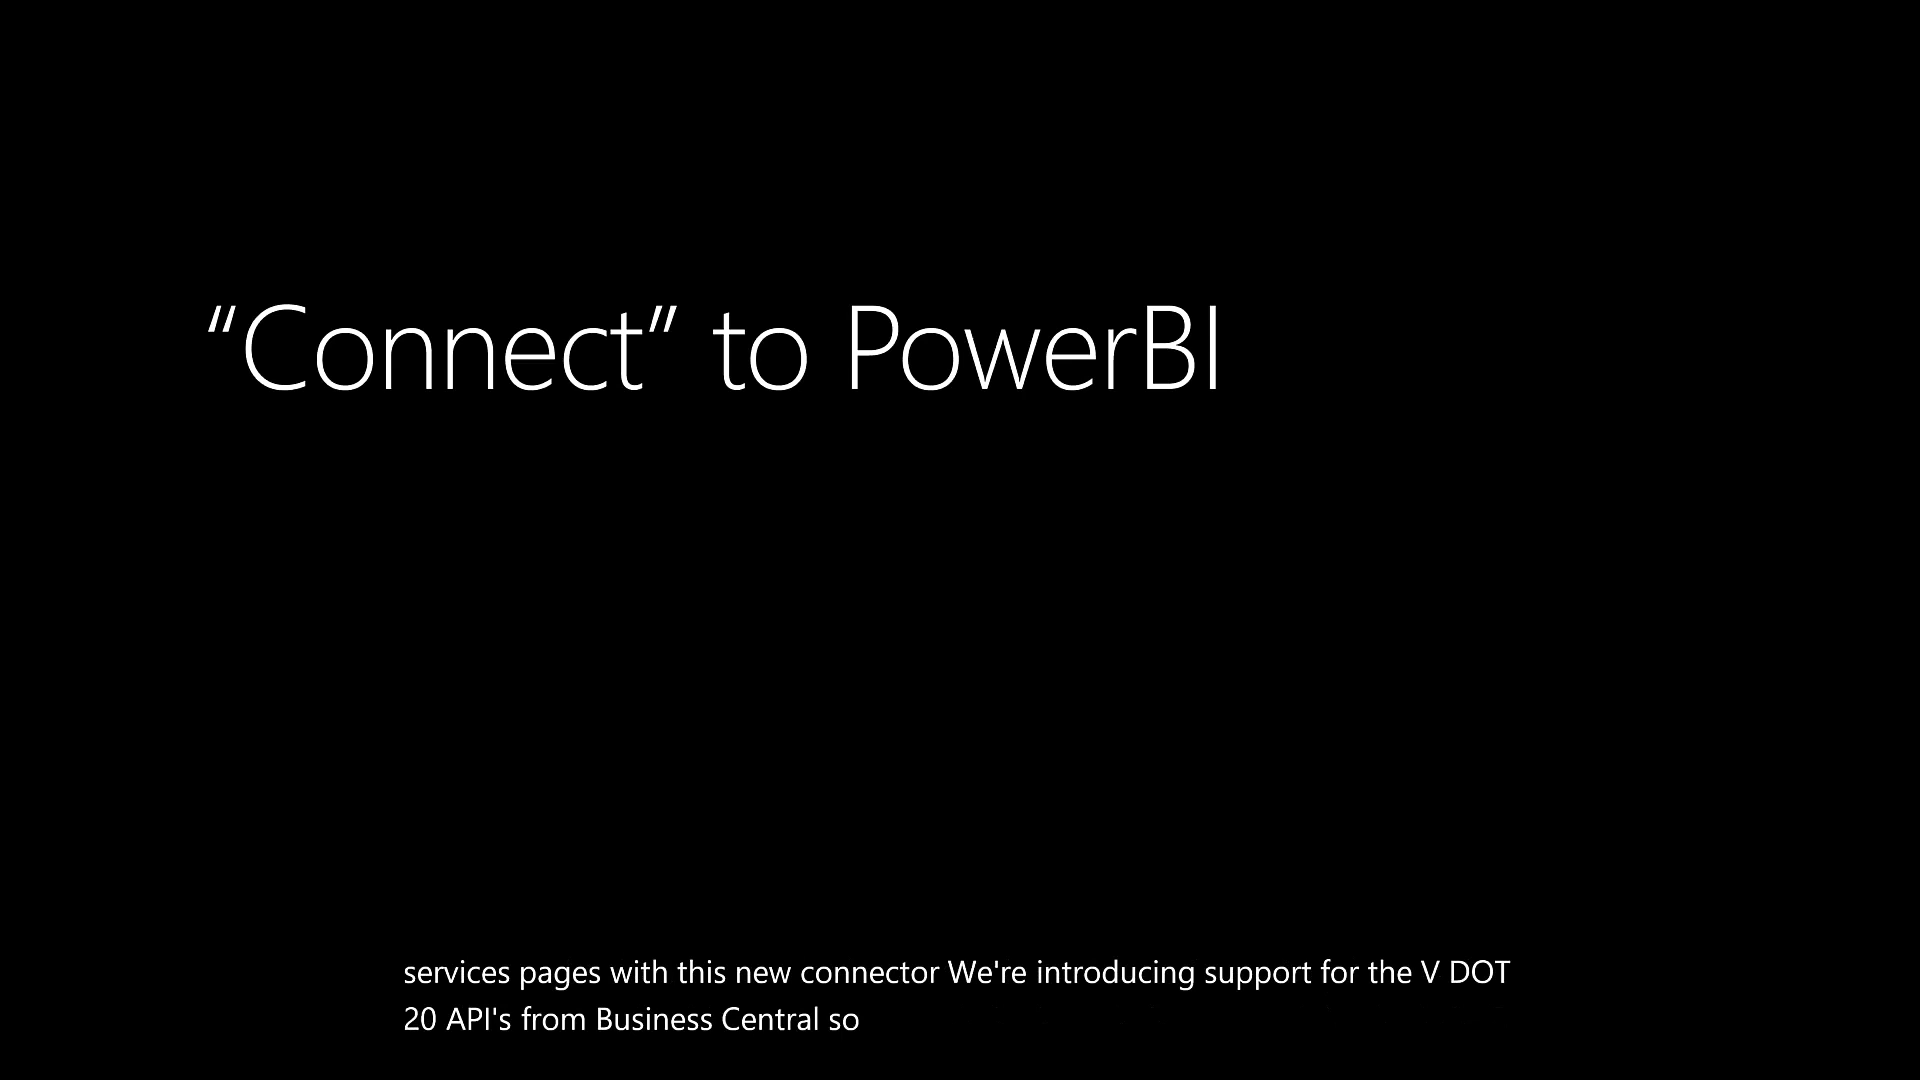 “Connect” to PowerBI
services pages with this new connector We're introducing support for the V DOT
20 API's from Business Central so